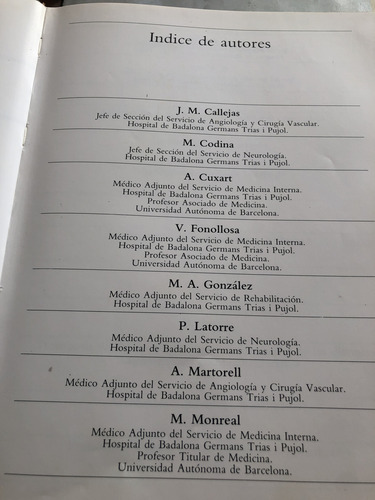 Indice de autores
J. M. Callejas
Jefe de Sección del Servicio de Angiología y Cirugía Vascular.
Hospital de Badalona Germans Trias i Pujol.
M. Codina
Jefe de Sección del Servicio de Neurología.
Hospital de Badalona Germans Trias i Pujol.
A. Cuxart
Médico Adjunto del Servicio de Medicina Interna.
Hospital de Badalona Germans Trias i Pujol.
Profesor Asociado de Medicina.
Universidad Autónoma de Barcelona.
V. Fonollosa
Médico Adjunto del Servicio de Medicina Interna.
Hospital de Badalona Germans Trias i Pujol.
Profesor Asociado de Medicina.
Universidad Autónoma de Barcelona.
M. A. González
Médico Adjunto del Servicio de Rehabilitación.
Hospital de Badalona Germans Trias i Pujol.
P. Latorre
Médico Adjunto del Servicio de Neurología.
Hospital de Badalona Germans Trias i Pujol.
A. Martorell
Médico Adjunto del Servicio de Angiología y Cirugía Vascular.
Hospital de Badalona Germans Trias i Pujol.
M. Monreal
Médico Adjunto del Servicio de Medicina Interna.
Hospital de Badalona Germans Trias i Pujol.
Profesor Titular de Medicina.
Universidad Autónoma de Barcelona.